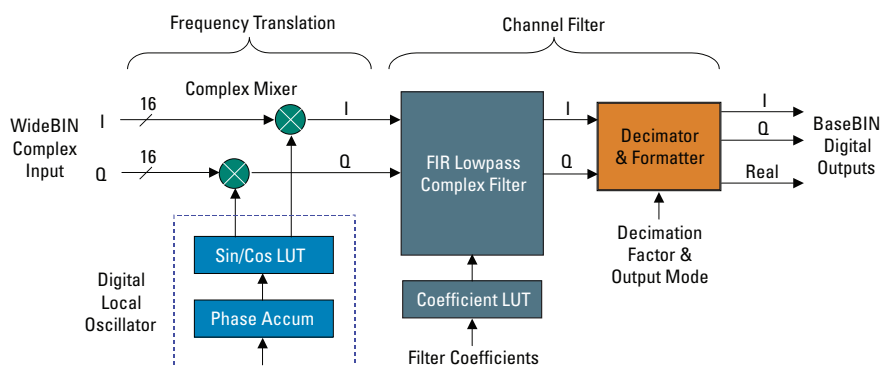 Frequency Translation
Channel Filter
Complex Mixer
WideBIN
Complex
Input
I
16
Q
16
I
Q
FIR Lowpass
Complex Filter
I
Q
Decimator
& Formatter
I
Q
Real
BaseBIN
Digital
Outputs
Sin/Cos LUT
Digital
Local
Oscillator
Phase Accum
Coefficient LUT
Filter Coefficients
Decimation
Factor &
Output Mode